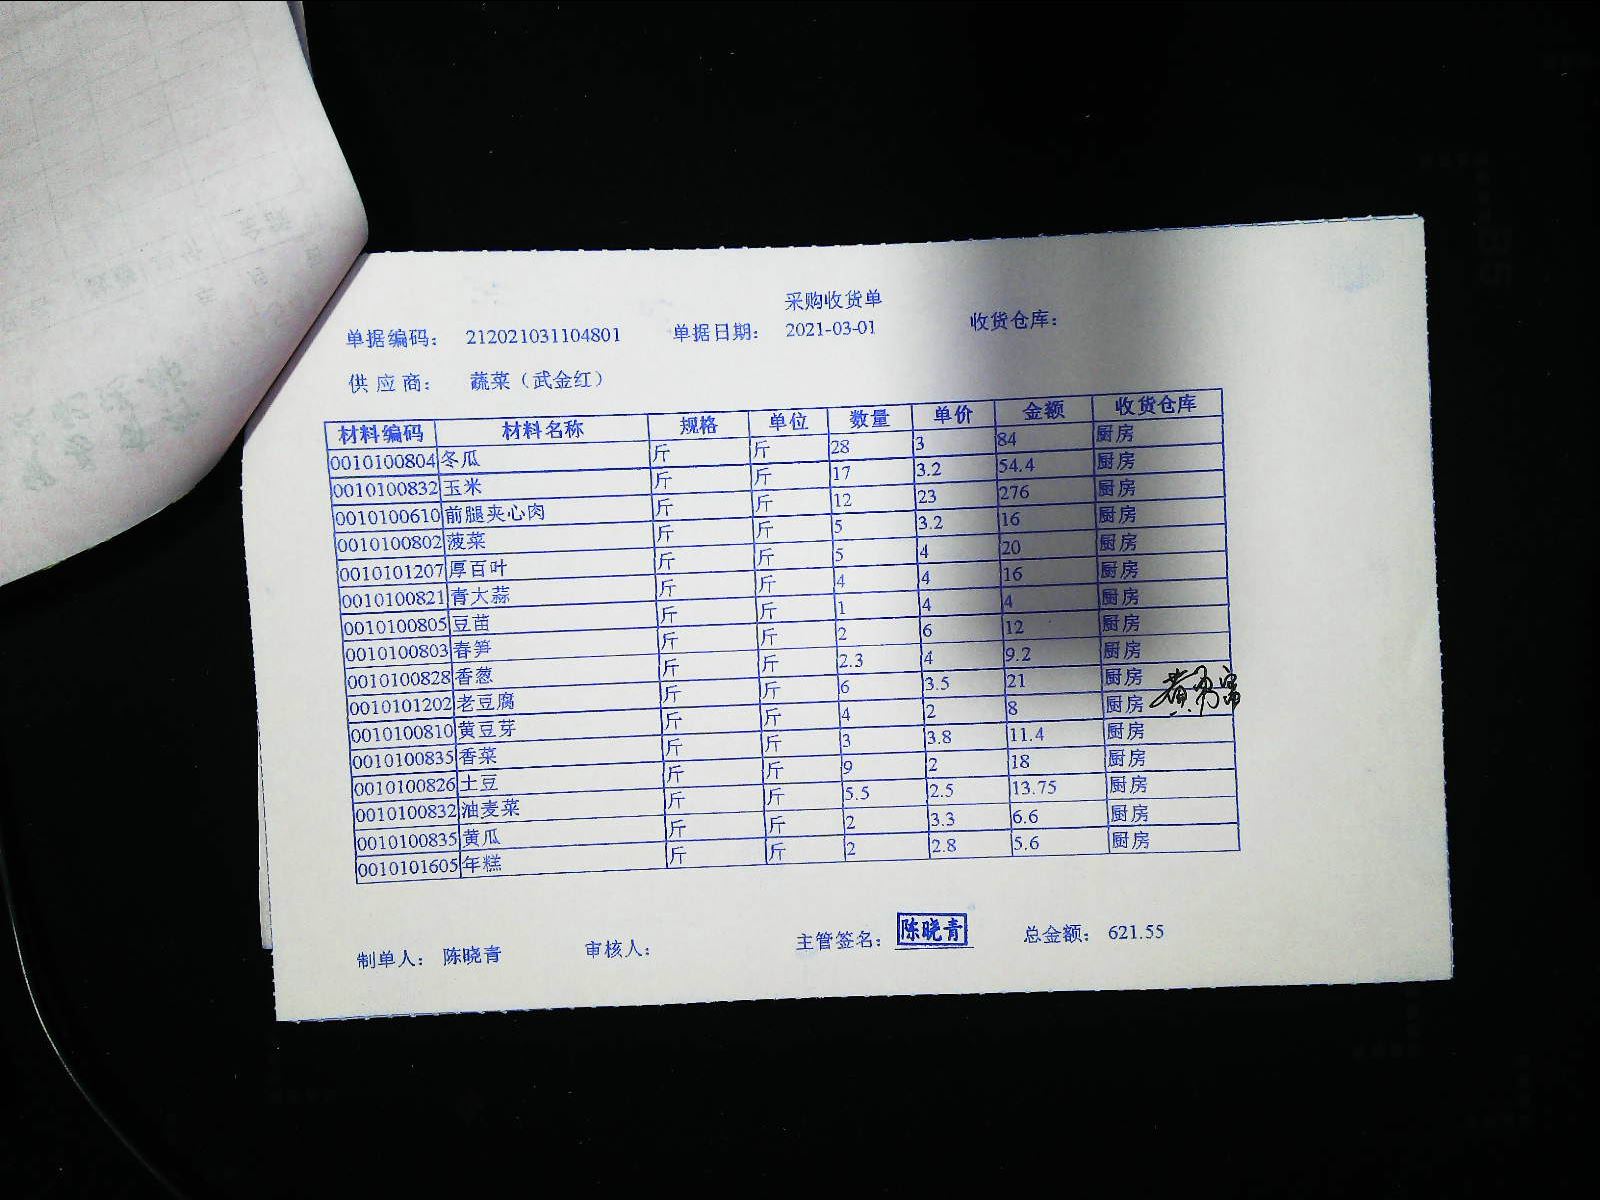 采购收货单
单据编码： 212021031104801 单据日期： 2021-03-01 收货仓库：
供应商： 蔬菜（武金红）
材料编码 材料名称 规格 单位 数量 单价 金额 收货仓库
0010100804 冬瓜 斤 斤 28 3 84 厨房
0010100832 玉米 斤 斤 17 3.2 54.4 厨房
0010100610 前腿夹心肉 斤 斤 12 23 276 厨房
0010100802 菠菜 斤 斤 5 3.2 16 厨房
0010101207 厚百叶 斤 斤 5 4 20 厨房
0010100821 青大蒜 斤 斤 4 4 16 厨房
0010100805 豆苗 斤 斤 1 4 4 厨房
0010100803 春笋 斤 斤 2 6 12 厨房
0010100828 香葱 斤 斤 2.3 4 9.2 厨房
0010101202 老豆腐 斤 斤 6 3.5 21 厨房
0010100810 黄豆芽 斤 斤 4 2 8 厨房
0010100835 香菜 斤 斤 3 3.8 11.4 厨房
0010100826 土豆 斤 斤 9 2 18 厨房
0010100832 油麦菜 斤 斤 5.5 2.5 13.75 厨房
0010100835 黄瓜 斤 斤 2 3.3 6.6 厨房
0010101605 年糕 斤 斤 2 2.8 5.6 厨房
制单人： 陈晓青 审核人： 主管签名： 陈晓青 总金额： 621.55